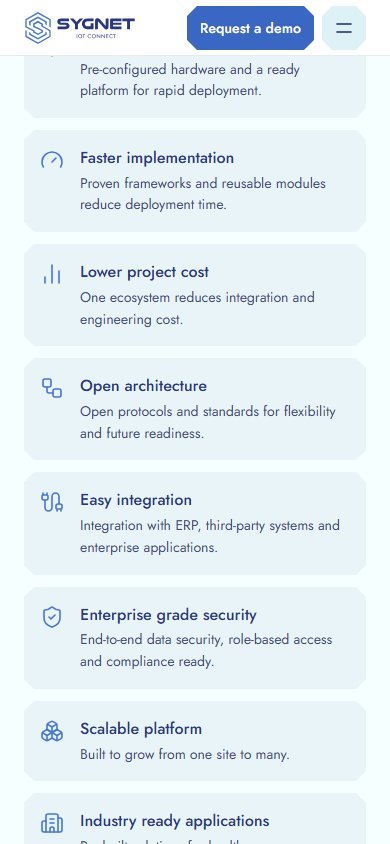 SYGNET
IOT CONNECT
Request a demo
Pre-configured hardware and a ready
platform for rapid deployment.
Faster implementation
Proven frameworks and reusable modules
reduce deployment time.
Lower project cost
One ecosystem reduces integration and
engineering cost.
Open architecture
Open protocols and standards for flexibility
and future readiness.
Easy integration
Integration with ERP, third-party systems and
enterprise applications.
Enterprise grade security
End-to-end data security, role-based access
and compliance ready.
Scalable platform
Built to grow from one site to many.
Industry ready applications